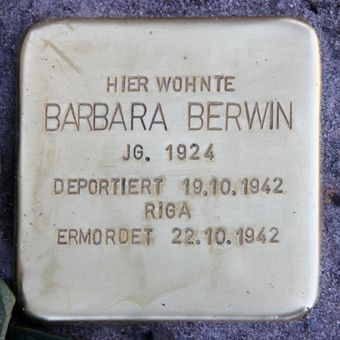 HIER WOHNTE
BARBARA BERWIN
JG. 1924
DEPORTIERT 19.10.1942
RIGA
ERMORDET 22.10.1942